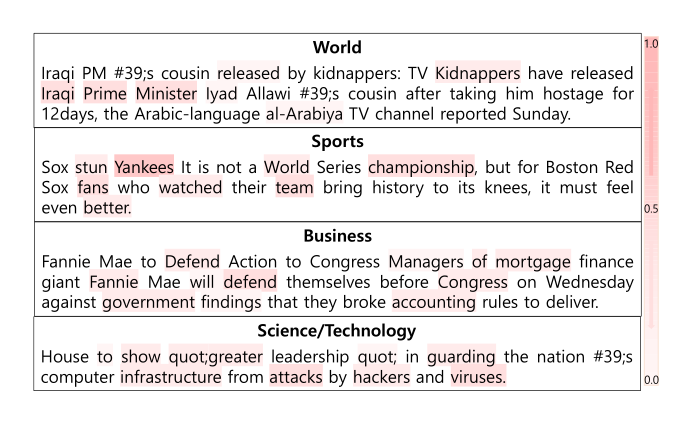 World
Iraqi PM #39;s cousin released by kidnappers: TV Kidnappers have released
Iraqi Prime Minister Iyad Allawi #39;s cousin after taking him hostage for
12days, the Arabic-language al-Arabiya TV channel reported Sunday.
Sports
Sox stun Yankees It is not a World Series championship, but for Boston Red
Sox fans who watched their team bring history to its knees, it must feel
even better.
Business
Fannie Mae to Defend Action to Congress Managers of mortgage finance
giant Fannie Mae will defend themselves before Congress on Wednesday
against government findings that they broke accounting rules to deliver.
Science/Technology
House to show quot;greater leadership quot; in guarding the nation #39;s
computer infrastructure from attacks by hackers and viruses.
1.0
0.5
0.0